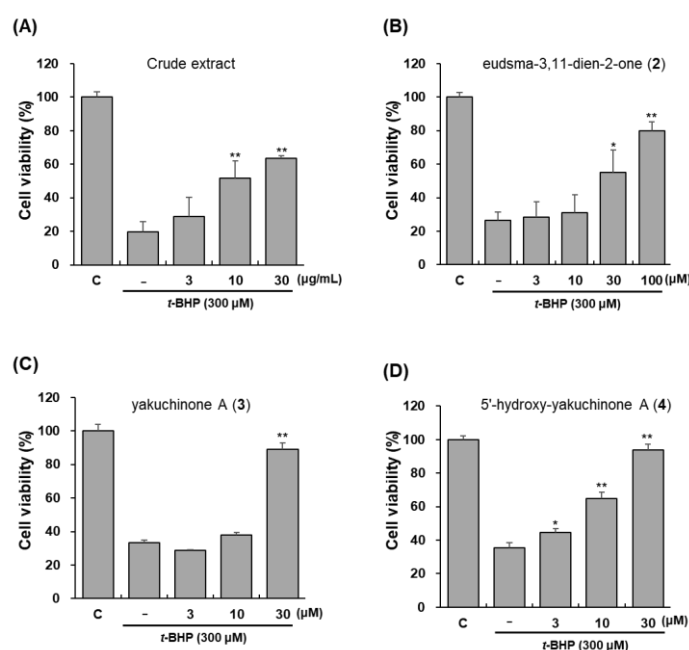 (A)
Crude extract
Cell viability (%)
120
100
80
60
40
20
0
** **
C – 3 10 30 (µg/mL)
t-BHP (300 µM)
(B)
eudsma-3,11-dien-2-one (2)
Cell viability (%)
120
100
80
60
40
20
0
* **
C – 3 10 30 100 (µM)
t-BHP (300 µM)
(C)
yakuchinone A (3)
Cell viability (%)
120
100
80
60
40
20
0
**
C – 3 10 30 (µM)
t-BHP (300 µM)
(D)
5'-hydroxy-yakuchinone A (4)
Cell viability (%)
120
100
80
60
40
20
0
* ** **
C – 3 10 30 (µM)
t-BHP (300 µM)